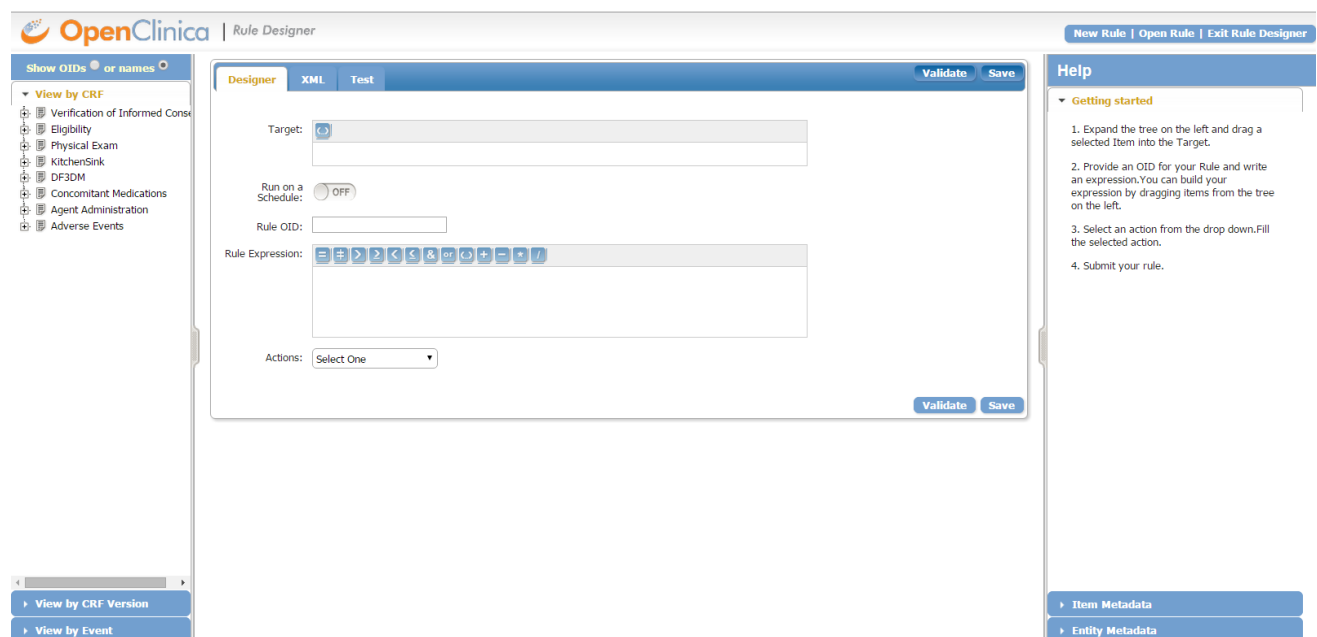 OpenClinica | Rule Designer
New Rule | Open Rule | Exit Rule Designer
Show OIDs or names
View by CRF
Verification of Informed Conse
Eligibility
Physical Exam
KitchenSink
DF3DM
Concomitant Medications
Agent Administration
Adverse Events
View by CRF Version
View by Event
Designer XML Test
Validate Save
Target:
()
Run on a
Schedule:
OFF
Rule OID:
Rule Expression:
= ≠ > ≥ < ≤ & or () + - * /
Actions:
Select One
Validate Save
Help
Getting started
1. Expand the tree on the left and drag a
selected Item into the Target.
2. Provide an OID for your Rule and write
an expression.You can build your
expression by dragging items from the tree
on the left.
3. Select an action from the drop down.Fill
the selected action.
4. Submit your rule.
Item Metadata
Entity Metadata